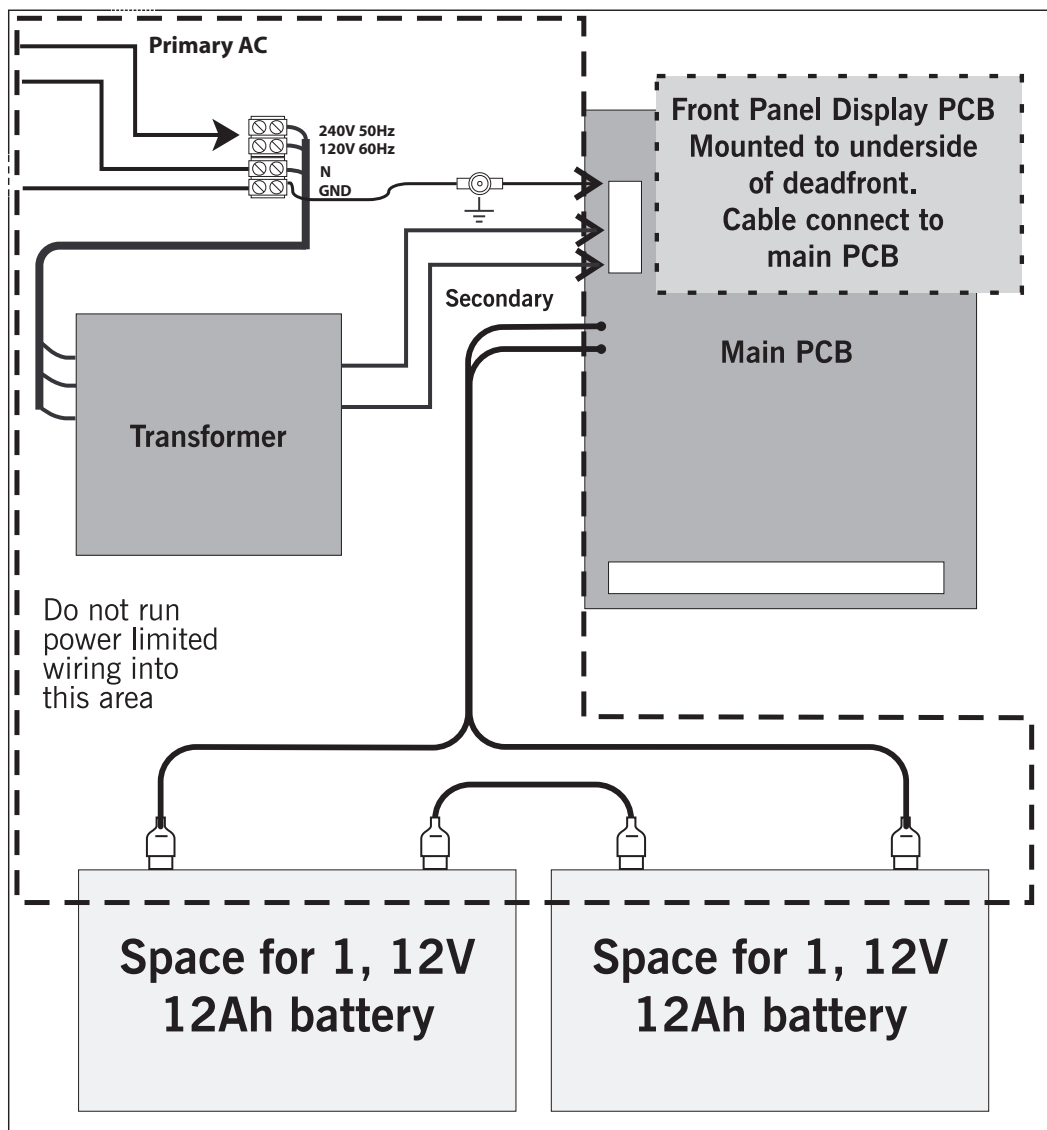 Primary AC
240V 50Hz
120V 60Hz
N
GND
Front Panel Display PCB
Mounted to underside
of deadfront.
Cable connect to
main PCB
Secondary
Main PCB
Transformer
Do not run
power limited
wiring into
this area
Space for 1, 12V
12Ah battery
Space for 1, 12V
12Ah battery